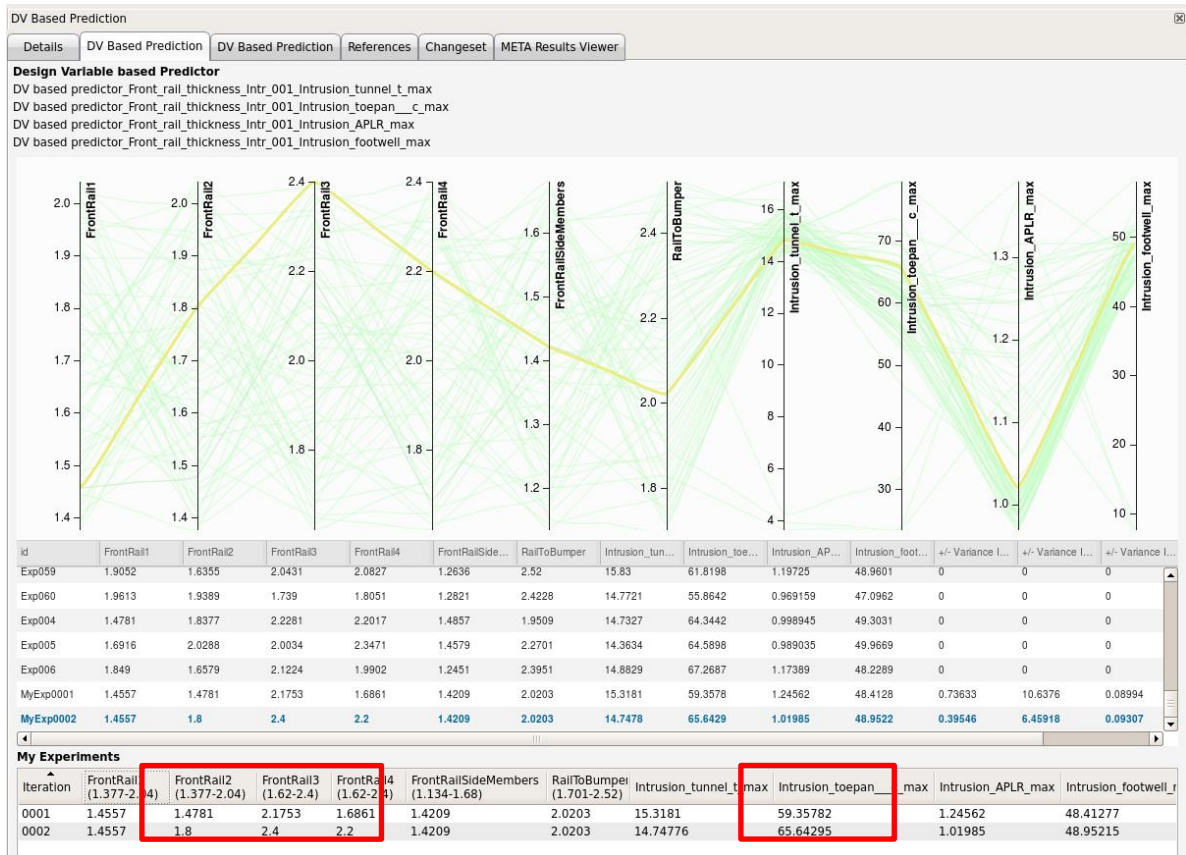 DV Based Prediction
Details DV Based Prediction DV Based Prediction References Changeset META Results Viewer
Design Variable based Predictor
DV based predictor_Front_rail_thickness_Intr_001_Intrusion_tunnel_t_max
DV based predictor_Front_rail_thickness_Intr_001_Intrusion_toepan___c_max
DV based predictor_Front_rail_thickness_Intr_001_Intrusion_APLR_max
DV based predictor_Front_rail_thickness_Intr_001_Intrusion_footwell_max
FrontRail1
2.0
1.9
1.8
1.7
1.6
1.5
1.4
FrontRail2
2.0
1.9
1.8
1.7
1.6
1.5
1.4
FrontRail3
2.4
2.2
2.0
1.8
FrontRail4
2.4
2.2
2.0
1.8
FrontRailSideMembers
1.6
1.5
1.4
1.3
1.2
RailToBumper
2.4
2.2
2.0
1.8
Intrusion_tunnel_t_max
16
14
12
10
8
6
4
Intrusion_toepan___c_max
70
60
50
40
30
Intrusion_APLR_max
1.3
1.2
1.1
1.0
Intrusion_footwell_max
50
40
30
20
10
id FrontRail1 FrontRail2 FrontRail3 FrontRail4 FrontRailSide... RailToBumper Intrusion_tun... Intrusion_toe... Intrusion_AP... Intrusion_foot... +/- Variance I... +/- Variance I... +/- Variance I...
Exp059 1.9052 1.6355 2.0431 2.0827 1.2636 2.52 15.83 61.8198 1.19725 48.9601 0 0 0
Exp060 1.9613 1.9389 1.739 1.8051 1.2821 2.4228 14.7721 55.8642 0.969159 47.0962 0 0 0
Exp004 1.4781 1.8377 2.2281 2.2017 1.4857 1.9509 14.7327 64.3442 0.998945 49.3031 0 0 0
Exp005 1.6916 2.0288 2.0034 2.3471 1.4579 2.2701 14.3634 64.5898 0.989035 49.9669 0 0 0
Exp006 1.849 1.6579 2.1224 1.9902 1.2451 2.3951 14.8829 67.2687 1.17389 48.2289 0 0 0
MyExp0001 1.4557 1.4781 2.1753 1.6861 1.4209 2.0203 15.3181 59.3578 1.24562 48.4128 0.73633 10.6376 0.08994
MyExp0002 1.4557 1.8 2.4 2.2 1.4209 2.0203 14.7478 65.6429 1.01985 48.9522 0.39546 6.45918 0.09307
My Experiments
Iteration FrontRail1 FrontRail2 FrontRail3 FrontRail4 FrontRailSideMembers RailToBumper Intrusion_tunnel_t_max Intrusion_toepan___c_max Intrusion_APLR_max Intrusion_footwell_r
(1.377-2.04) (1.377-2.04) (1.62-2.4) (1.62-2.4) (1.134-1.68) (1.701-2.52)
0001 1.4557 1.4781 2.1753 1.6861 1.4209 2.0203 15.3181 59.35782 1.24562 48.41277
0002 1.4557 1.8 2.4 2.2 1.4209 2.0203 14.74776 65.64295 1.01985 48.95215